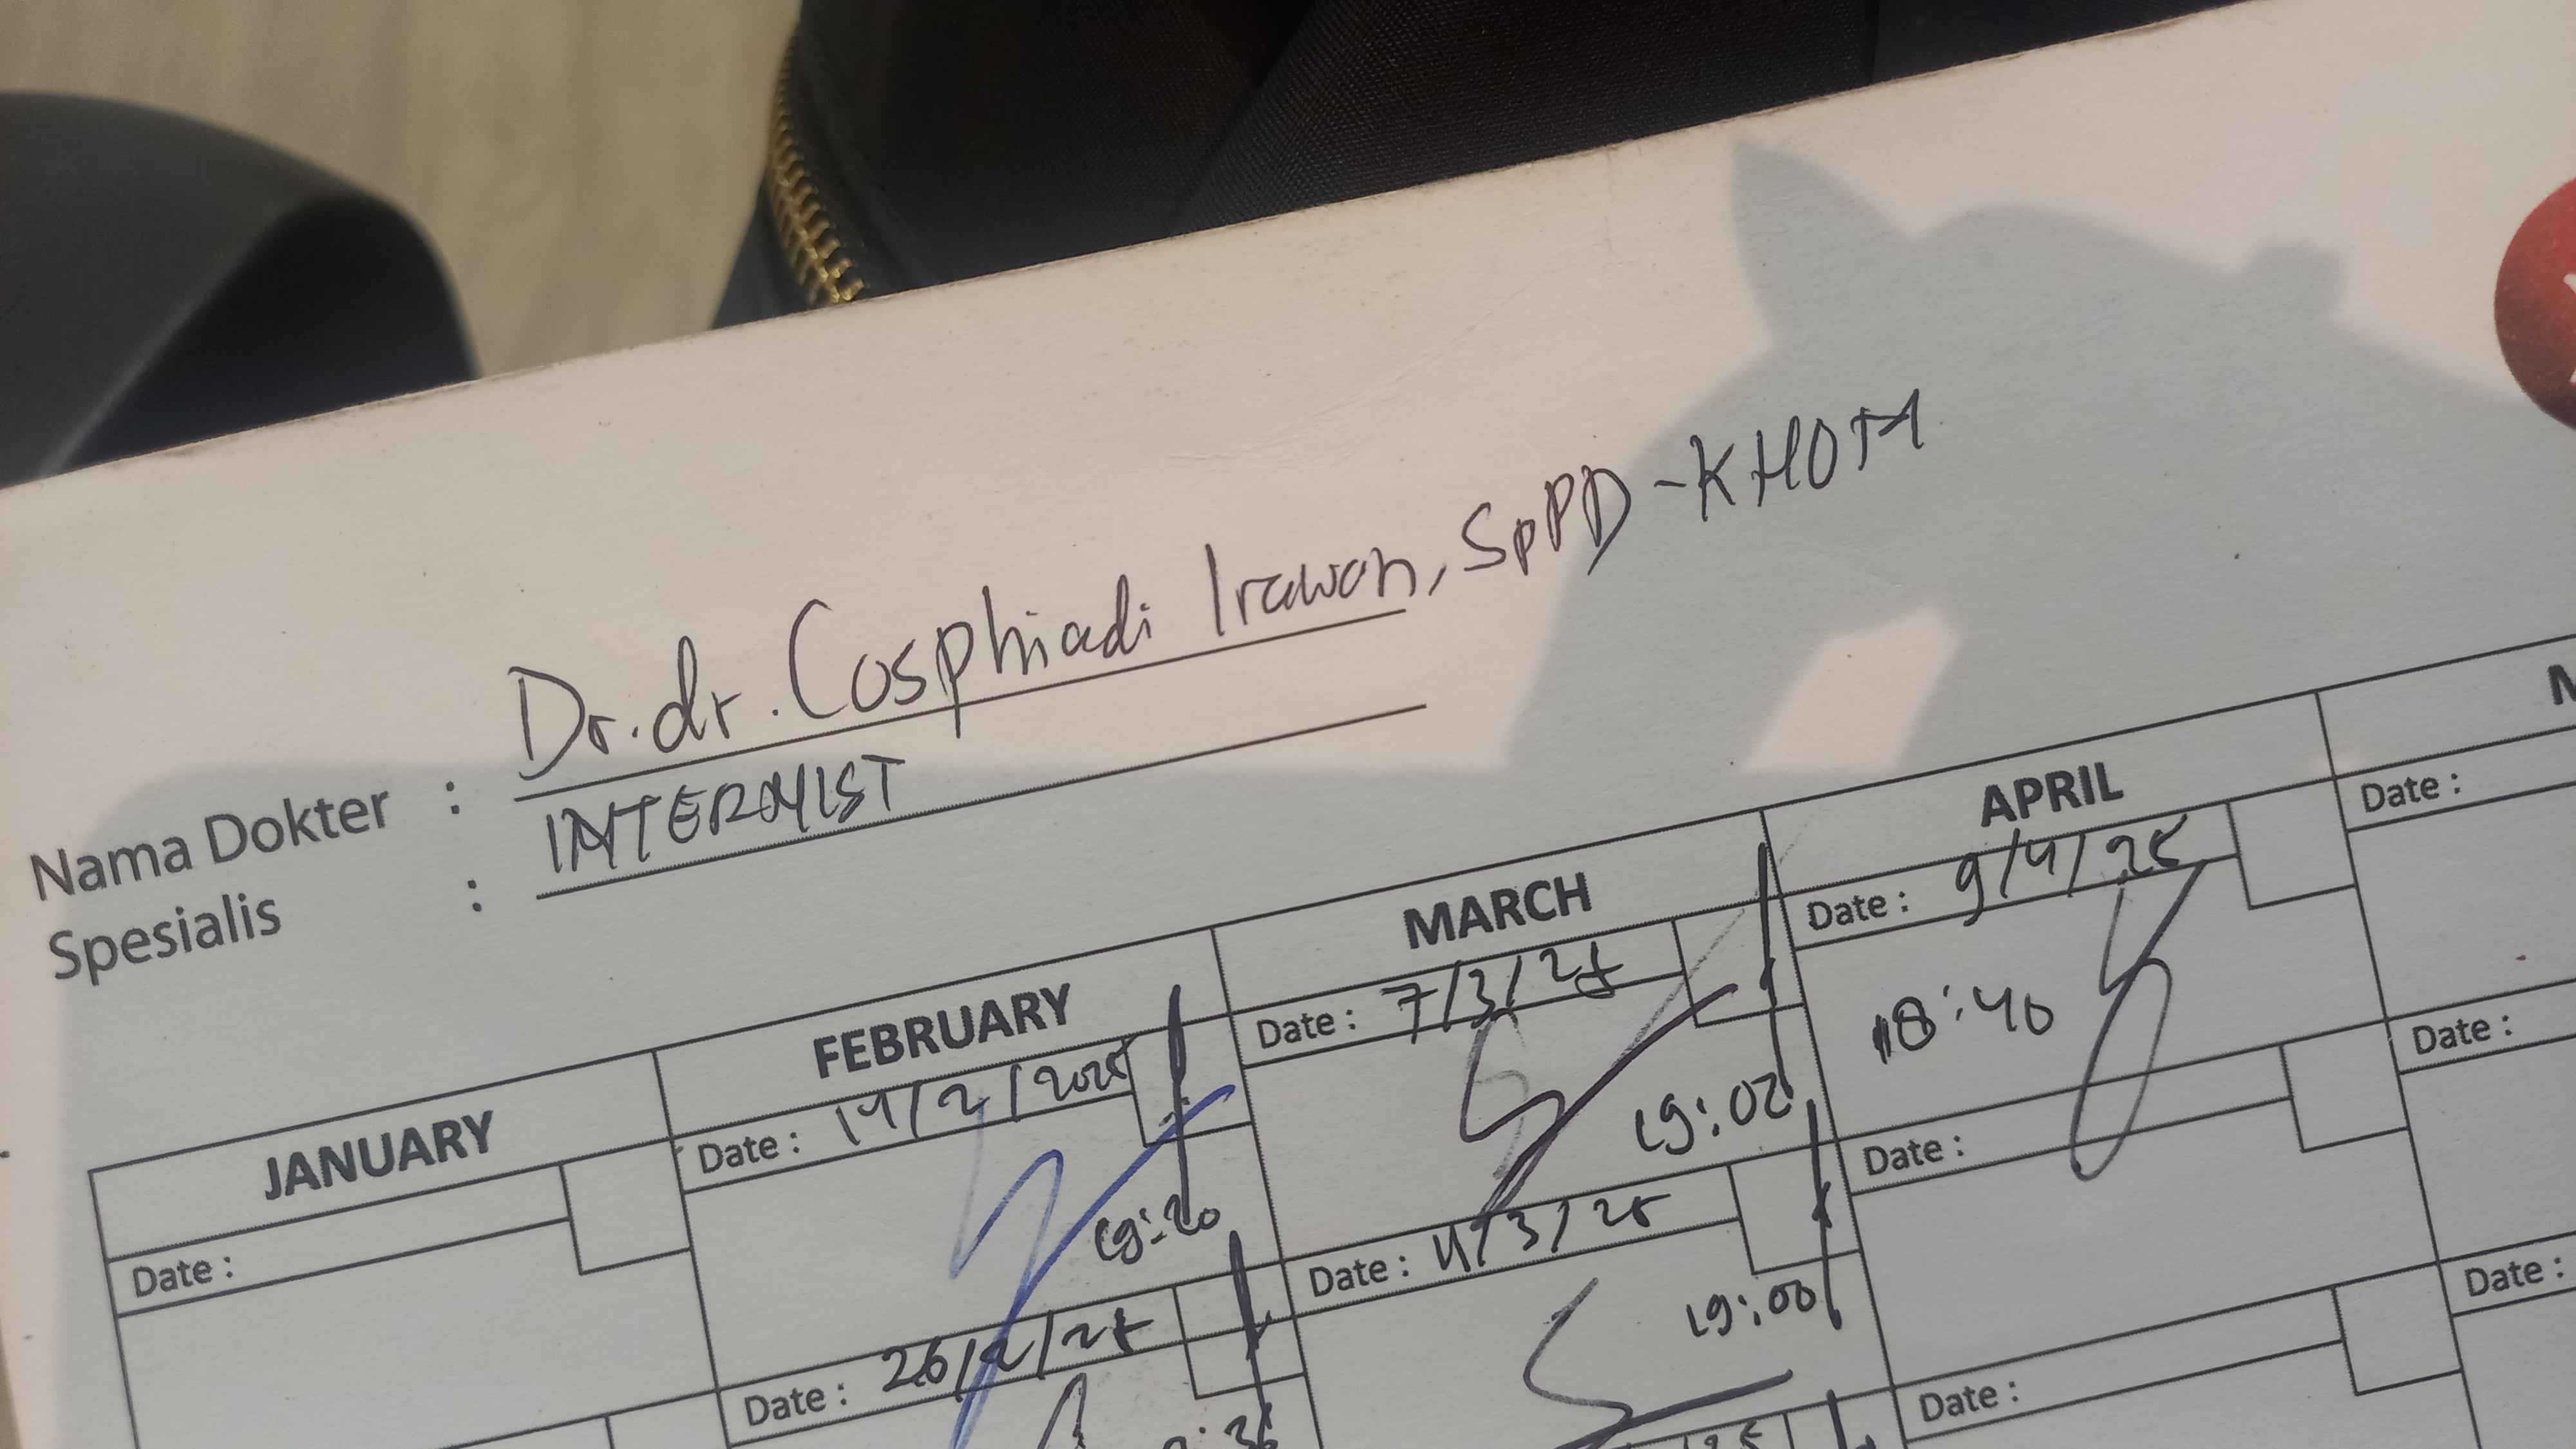 Nama Dokter : Dr. dr. Cosphiadi Irawan, SpPD-KHOM
Spesialis : INTERNIST
JANUARY FEBRUARY MARCH APRIL
Date : Date : 14/2/2025 Date : 7/3/25 Date : 9/4/25 Date :
19:20 19:02 18:40
Date : 26/2/25 Date : 11/3/25 Date : Date :
19:00
Date : Date :